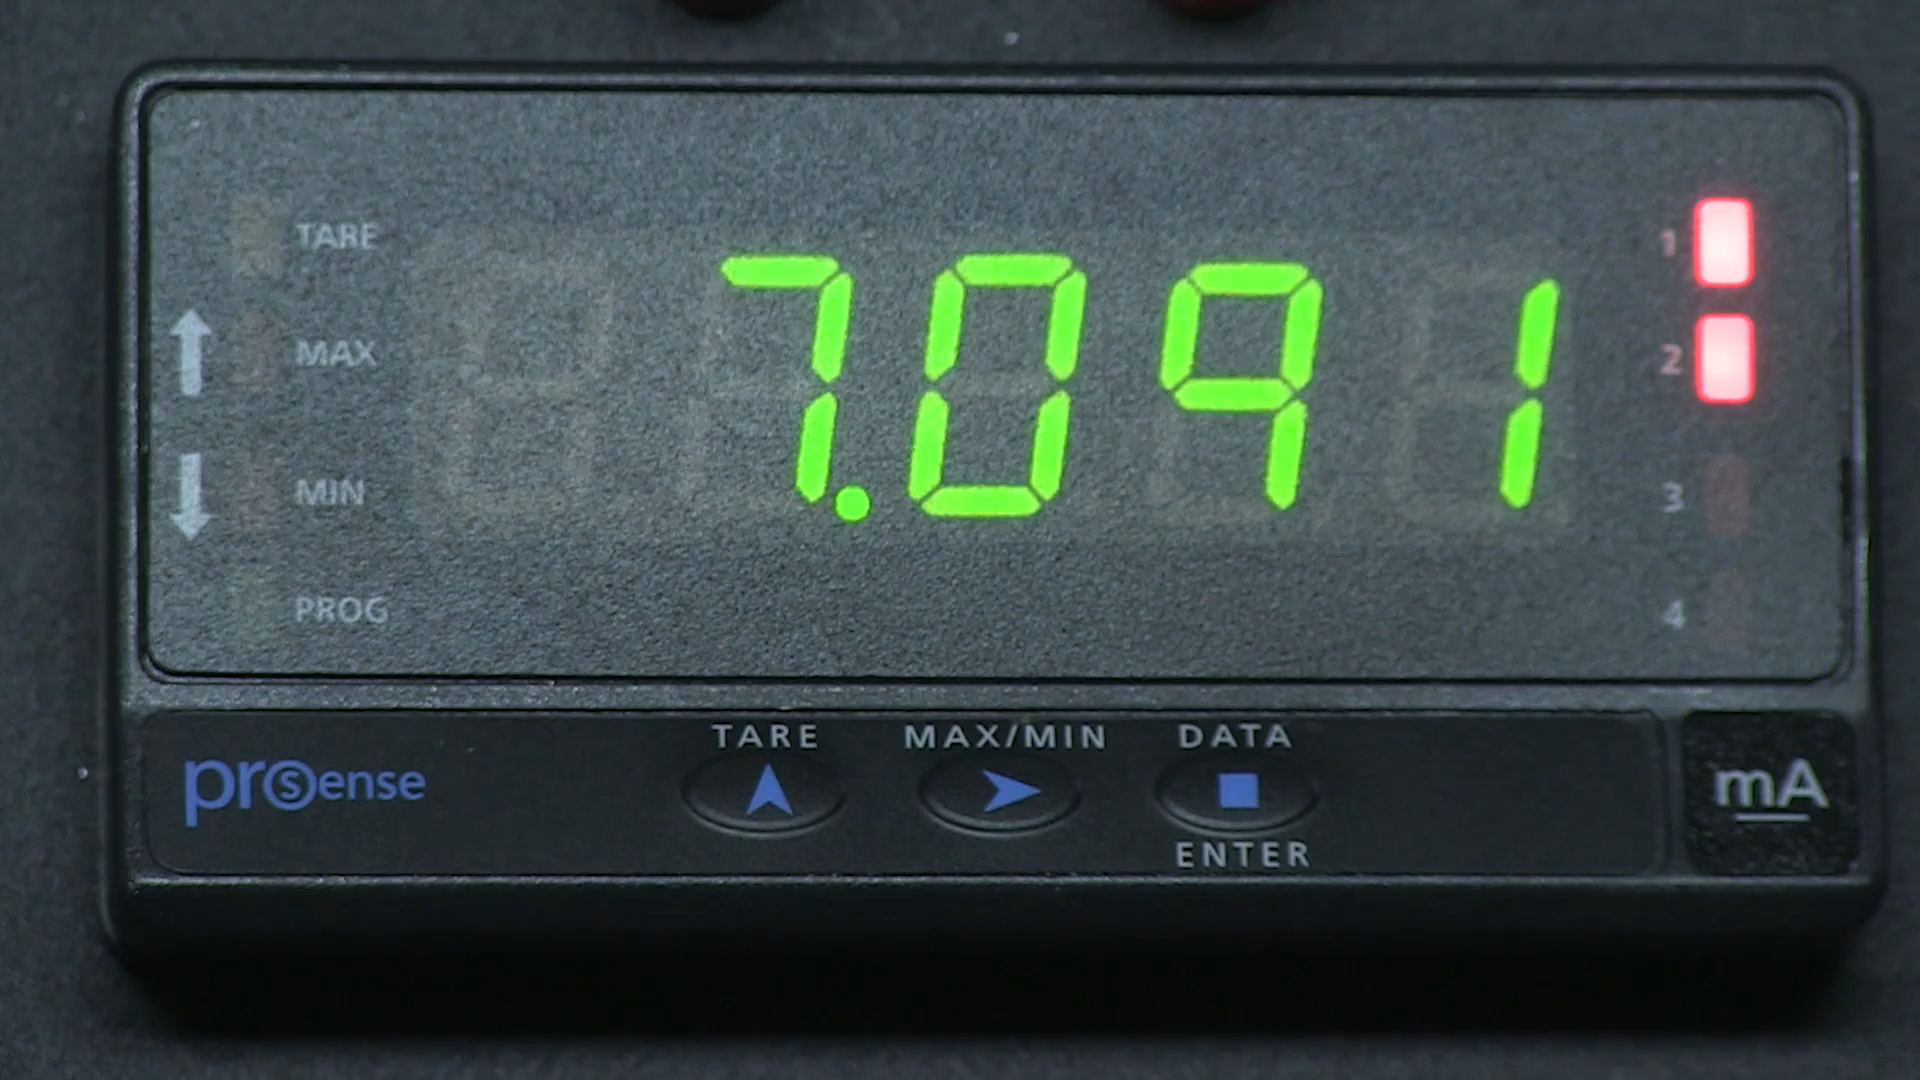 TARE
MAX
MIN
PROG
7.091
1
2
3
4
prosense
TARE
MAX/MIN
DATA
ENTER
mA